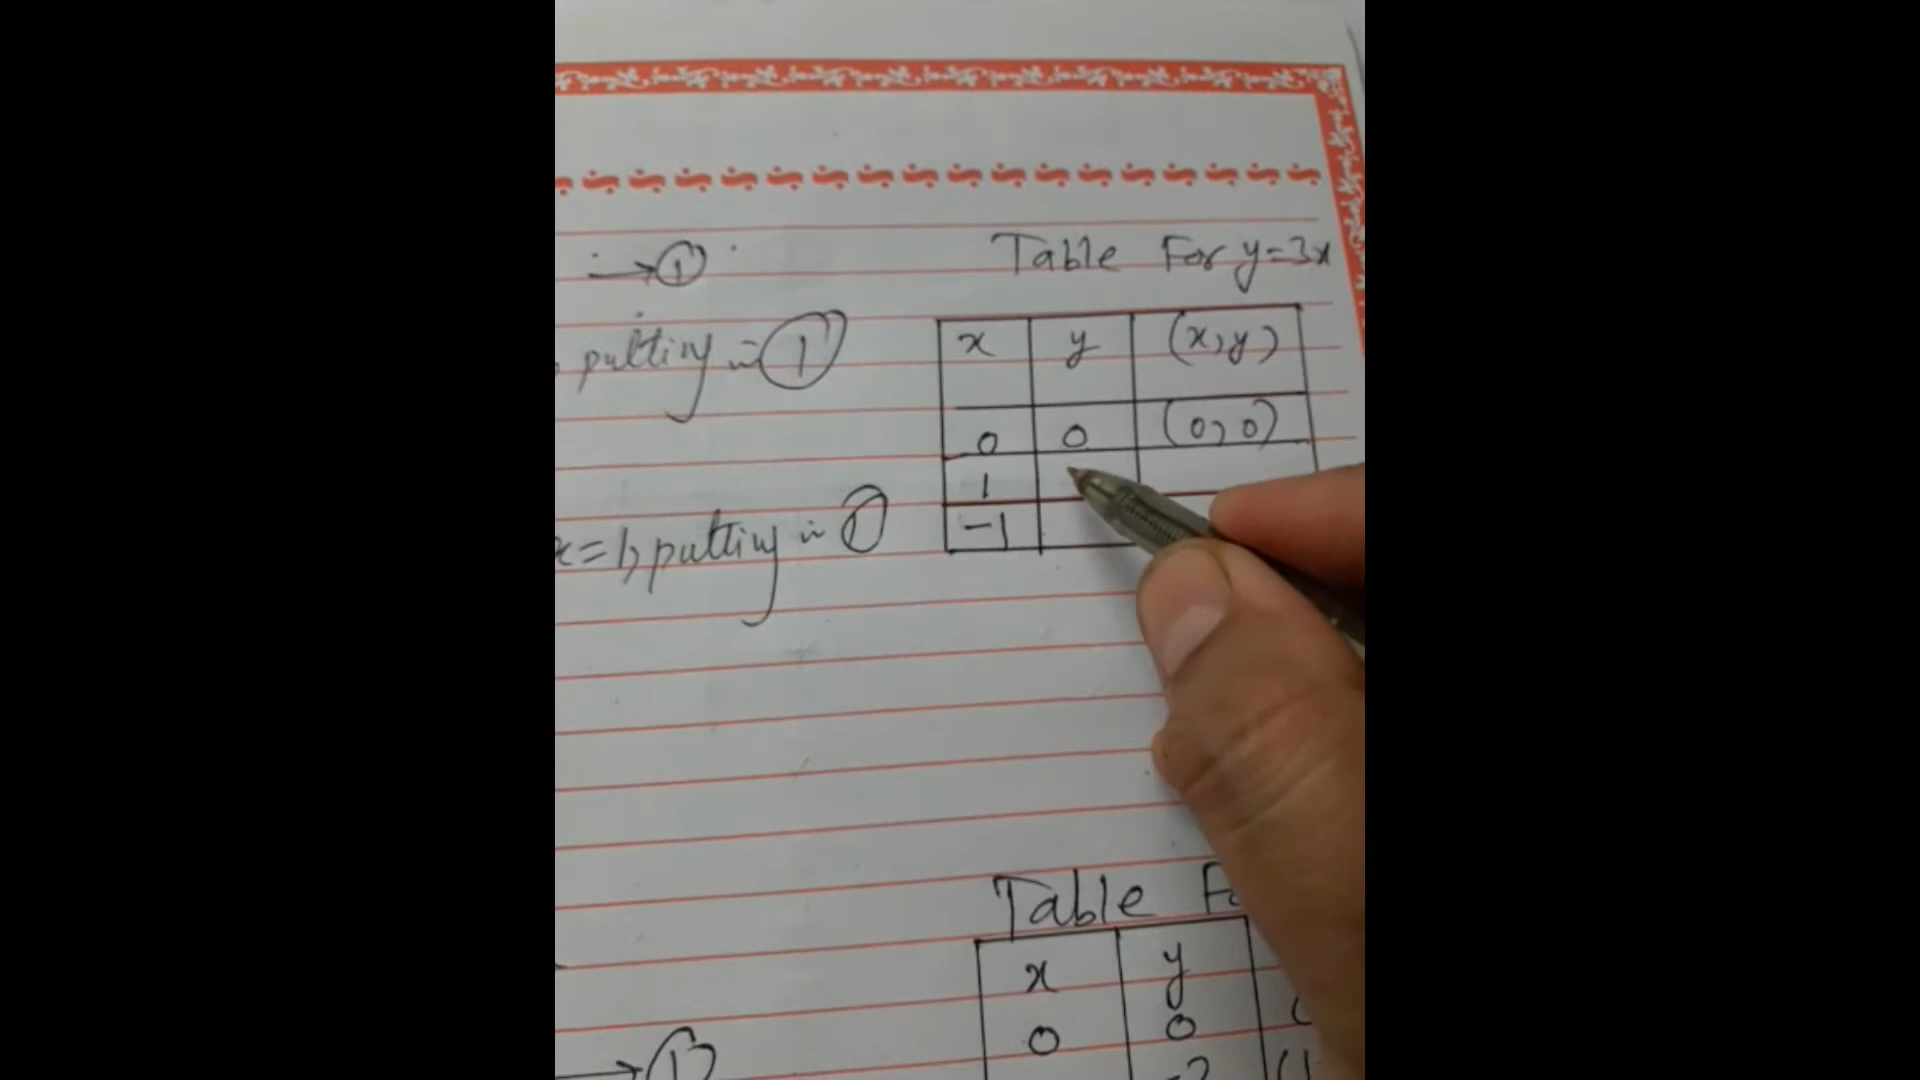 → 1
Table For y=3x
putting in 1
x y (x,y)
0 0 (0,0)
1
-1
x=1, putting in 1
Table
x y
0 0
→ 1